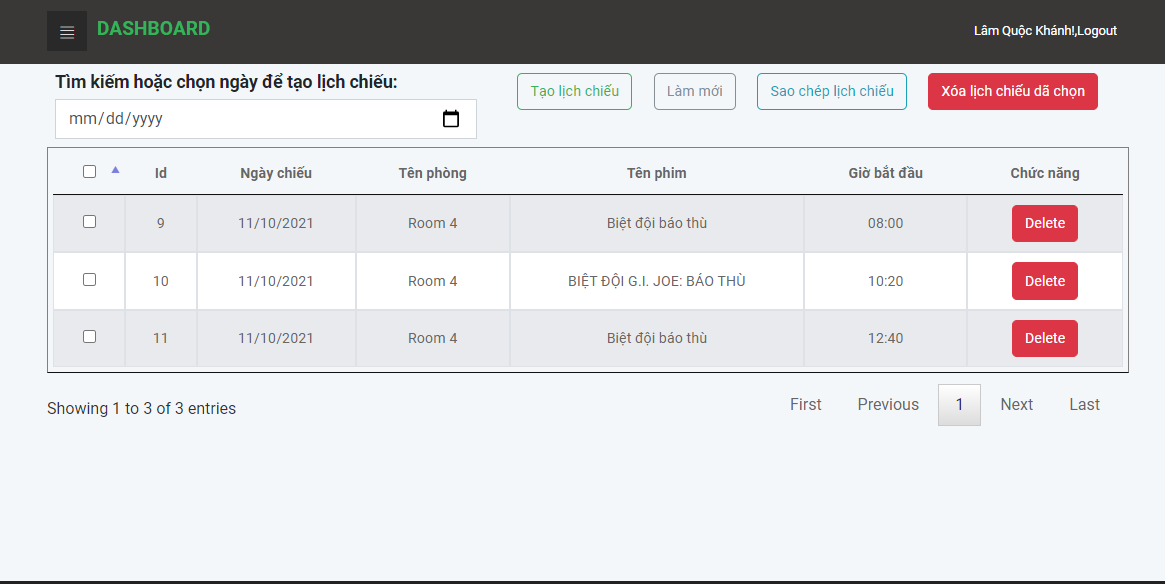 DASHBOARD
Lâm Quốc Khánh!,Logout
Tìm kiếm hoặc chọn ngày để tạo lịch chiếu:
Tạo lịch chiếu
Làm mới
Sao chép lịch chiếu
Xóa lịch chiếu đã chọn
mm/dd/yyyy
Id Ngày chiếu Tên phòng Tên phim Giờ bắt đầu Chức năng
9 11/10/2021 Room 4 Biệt đội báo thù 08:00 Delete
10 11/10/2021 Room 4 BIỆT ĐỘI G.I. JOE: BÁO THÙ 10:20 Delete
11 11/10/2021 Room 4 Biệt đội báo thù 12:40 Delete
Showing 1 to 3 of 3 entries
First Previous 1 Next Last